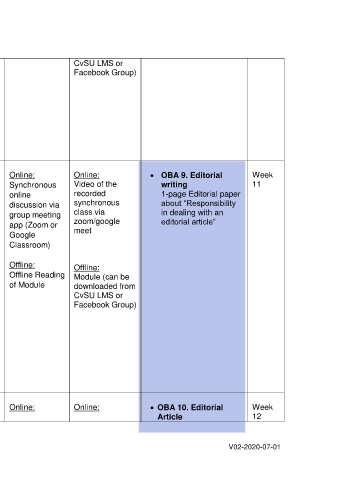 CvSU LMS or
Facebook Group)
Online:
Synchronous
online
discussion via
group meeting
app (Zoom or
Google
Classroom)
Offline:
Offline Reading
of Module
Online:
Video of the
recorded
synchronous
class via
zoom/google
meet
Offline:
Module (can be
downloaded from
CvSU LMS or
Facebook Group)
• OBA 9. Editorial
writing
1-page Editorial paper
about “Responsibility
in dealing with an
editorial article”
Week
11
Online:
Online:
• OBA 10. Editorial
Article
Week
12
V02-2020-07-01